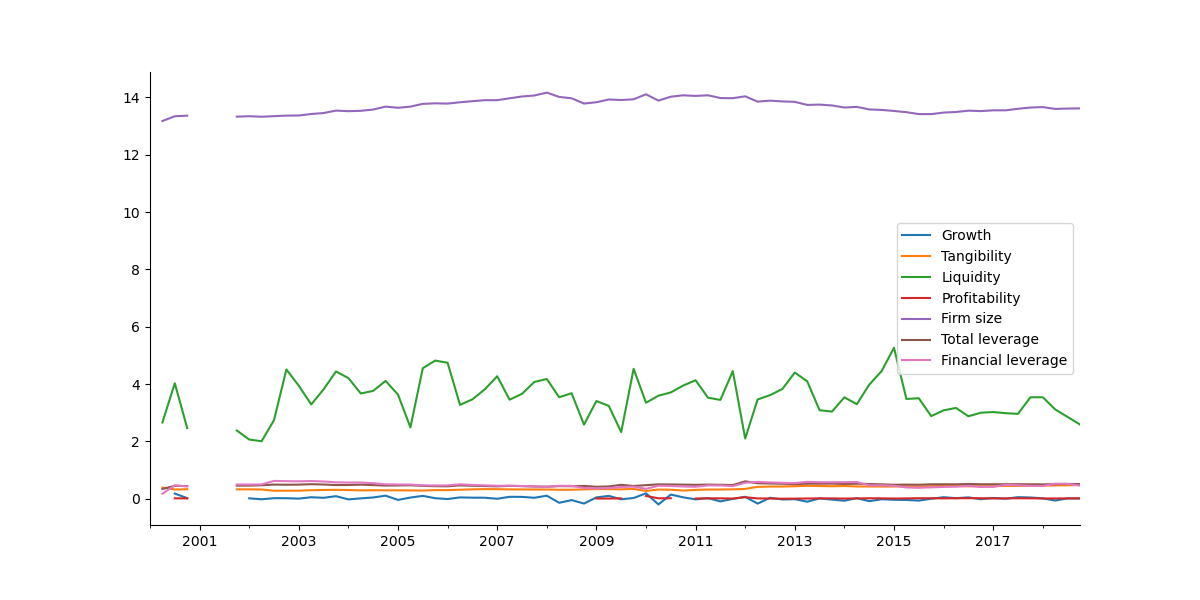 14
12
10
8
6
4
2
0
2001 2003 2005 2007 2009 2011 2013 2015 2017
Growth
Tangibility
Liquidity
Profitability
Firm size
Total leverage
Financial leverage